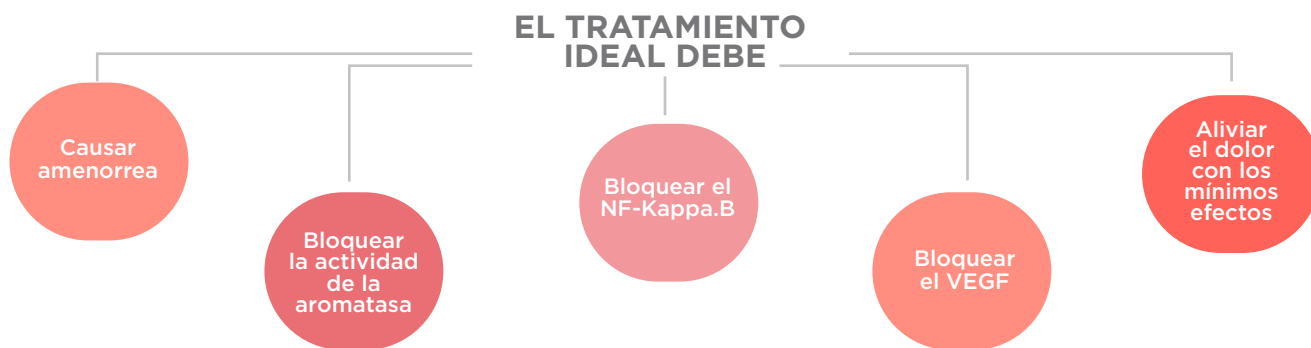 EL TRATAMIENTO
IDEAL DEBE
Causar
amenorrea
Bloquear
la actividad
de la
aromatasa
Bloquear el
NF-Kappa.B
Bloquear
el VEGF
Aliviar
el dolor
con los
mínimos
efectos